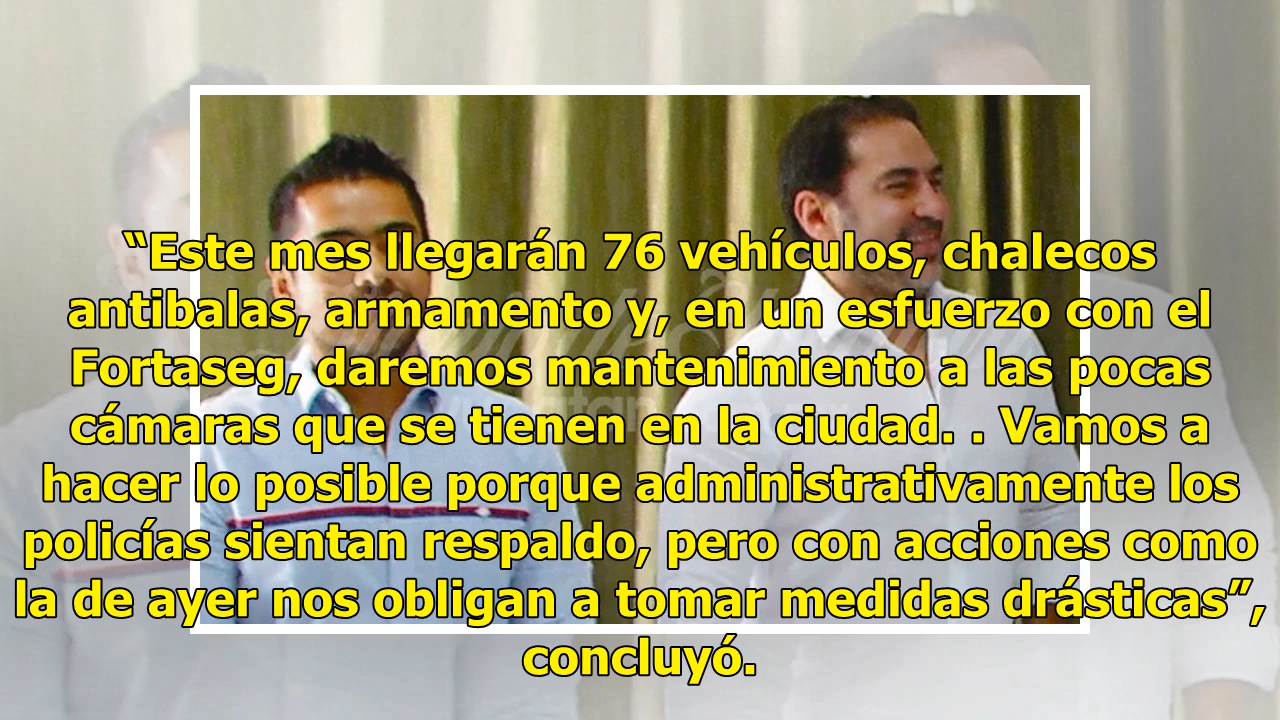 “Este mes llegarán 76 vehículos, chalecos
antibalas, armamento y, en un esfuerzo con el
Fortaseg, daremos mantenimiento a las pocas
cámaras que se tienen en la ciudad. . Vamos a
hacer lo posible porque administrativamente los
policías sientan respaldo, pero con acciones como
la de ayer nos obligan a tomar medidas drásticas”,
concluyó.